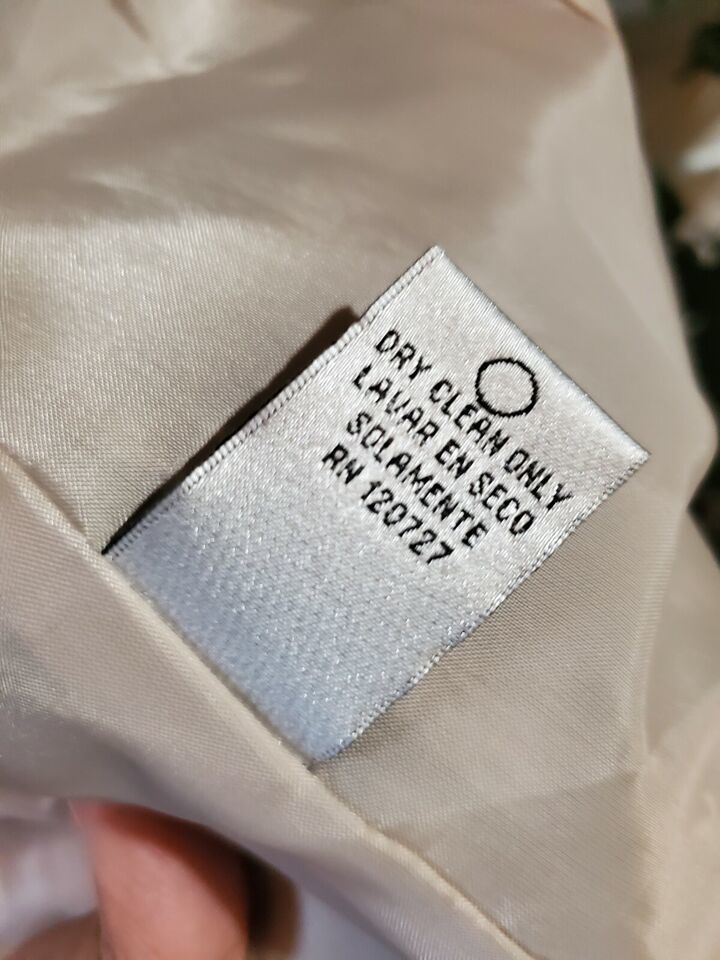 DRY CLEAN ONLY
LAVAR EN SECO
SOLAMENTE
RN 120727